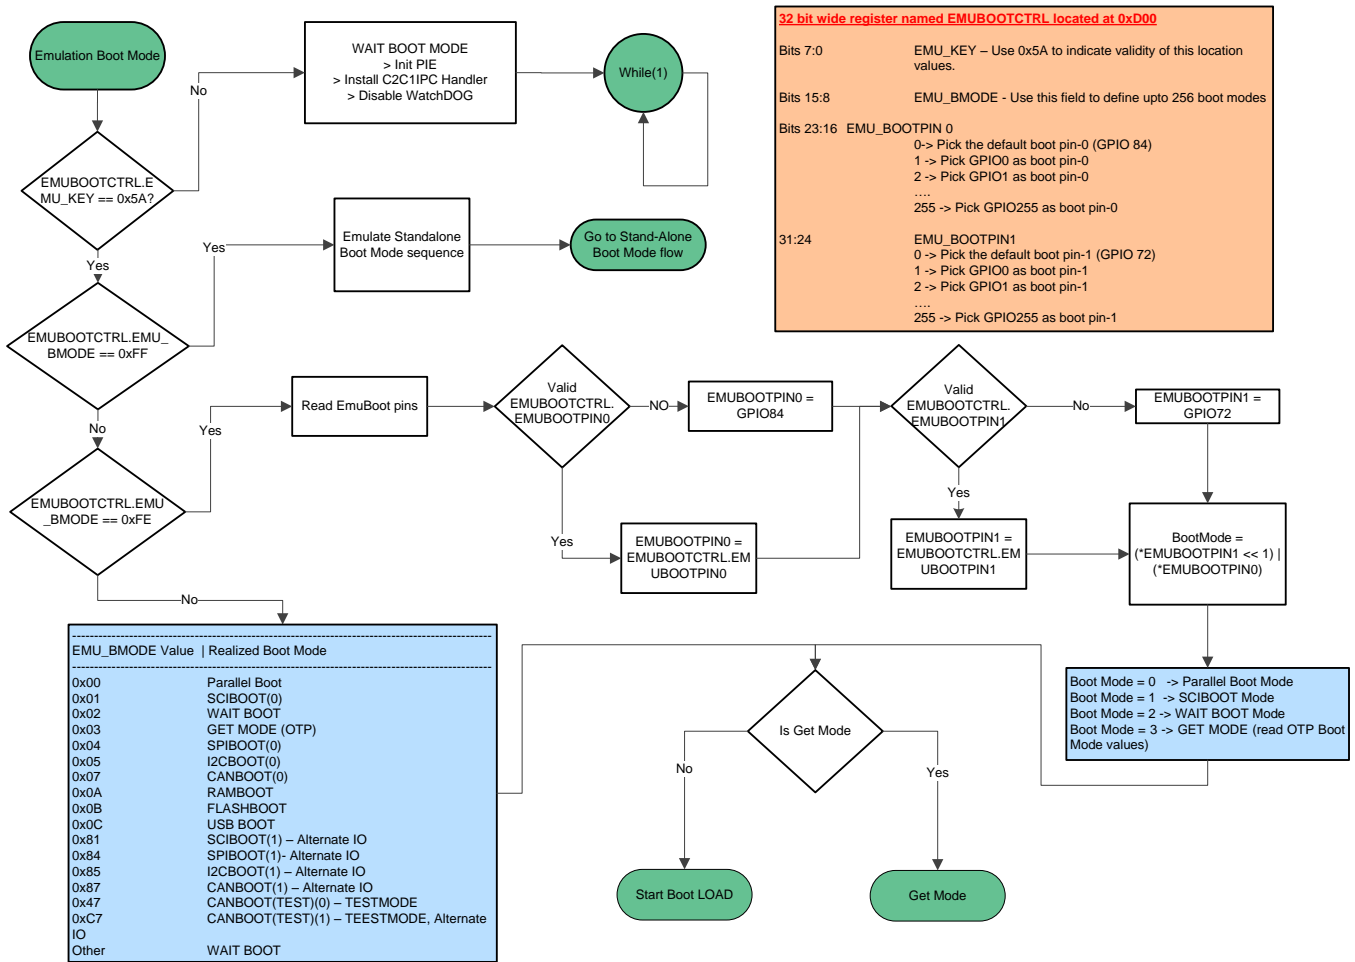 Emulation Boot Mode
No
WAIT BOOT MODE
> Init PIE
> Install C2C1IPC Handler
> Disable WatchDOG
While(1)
32 bit wide register named EMUBOOTCTRL located at 0xD00
Bits 7:0 EMU_KEY – Use 0x5A to indicate validity of this location
values.
Bits 15:8 EMU_BMODE - Use this field to define upto 256 boot modes
Bits 23:16 EMU_BOOTPIN 0
0-> Pick the default boot pin-0 (GPIO 84)
1 -> Pick GPIO0 as boot pin-0
2 -> Pick GPIO1 as boot pin-0
....
255 -> Pick GPIO255 as boot pin-0
31:24 EMU_BOOTPIN1
0 -> Pick the default boot pin-1 (GPIO 72)
1 -> Pick GPIO0 as boot pin-1
2 -> Pick GPIO1 as boot pin-1
....
255 -> Pick GPIO255 as boot pin-1
EMUBOOTCTRL.E
MU_KEY == 0x5A?
Yes
Yes
Emulate Standalone
Boot Mode sequence
Go to Stand-Alone
Boot Mode flow
EMUBOOTCTRL.EMU_
BMODE == 0xFF
No
Yes
Read EmuBoot pins
Valid
EMUBOOTCTRL.
EMUBOOTPIN0
NO
EMUBOOTPIN0 =
GPIO84
Valid
EMUBOOTCTRL.
EMUBOOTPIN1
No
EMUBOOTPIN1 =
GPIO72
EMUBOOTCTRL.EMU
_BMODE == 0xFE
Yes
EMUBOOTPIN0 =
EMUBOOTCTRL.EM
UBOOTPIN0
Yes
EMUBOOTPIN1 =
EMUBOOTCTRL.EM
UBOOTPIN1
BootMode =
(*EMUBOOTPIN1 << 1) |
(*EMUBOOTPIN0)
No
--------------------------------------------------------------------------------
EMU_BMODE Value | Realized Boot Mode
--------------------------------------------------------------------------------
0x00 Parallel Boot
0x01 SCIBOOT(0)
0x02 WAIT BOOT
0x03 GET MODE (OTP)
0x04 SPIBOOT(0)
0x05 I2CBOOT(0)
0x07 CANBOOT(0)
0x0A RAMBOOT
0x0B FLASHBOOT
0x0C USB BOOT
0x81 SCIBOOT(1) – Alternate IO
0x84 SPIBOOT(1)- Alternate IO
0x85 I2CBOOT(1) – Alternate IO
0x87 CANBOOT(1) – Alternate IO
0x47 CANBOOT(TEST)(0) – TESTMODE
0xC7 CANBOOT(TEST)(1) – TEESTMODE, Alternate
IO
Other WAIT BOOT
Boot Mode = 0 -> Parallel Boot Mode
Boot Mode = 1 -> SCIBOOT Mode
Boot Mode = 2 -> WAIT BOOT Mode
Boot Mode = 3 -> GET MODE (read OTP Boot
Mode values)
Is Get Mode
No
Yes
Start Boot LOAD
Get Mode